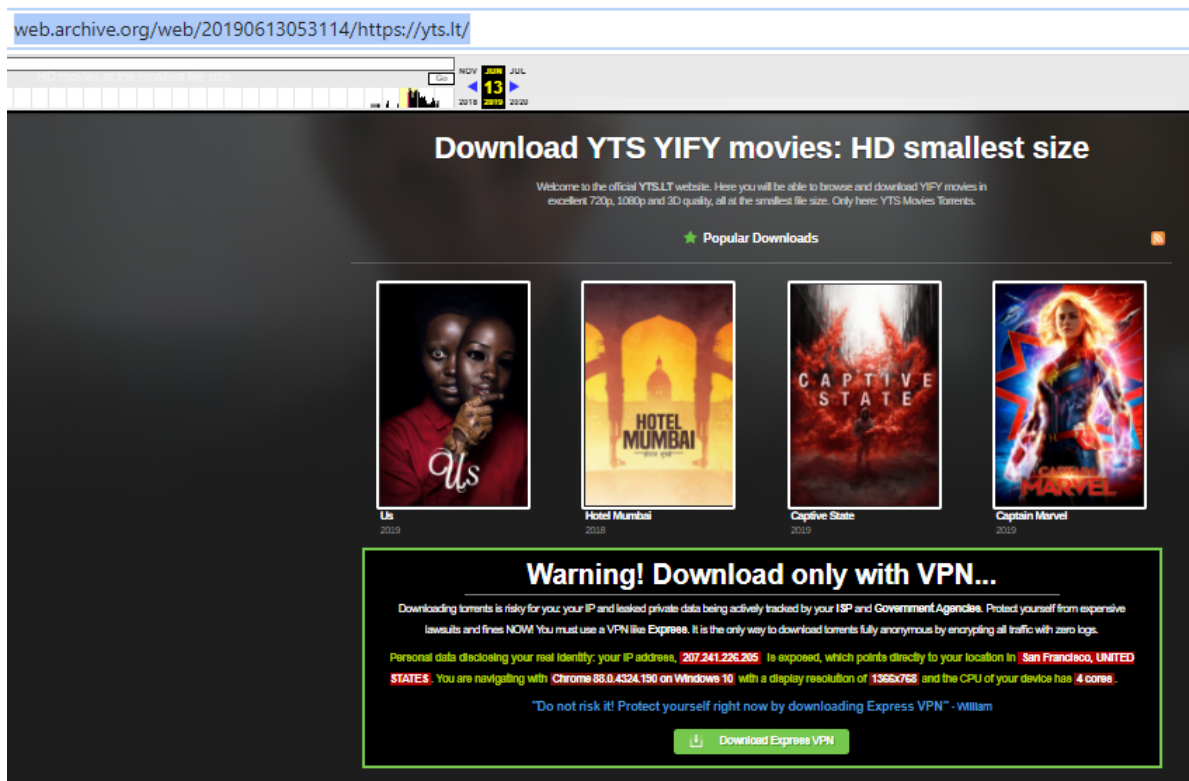 web.archive.org/web/20190613053114/https://yts.lt/
HD movies at the smallest file size
Go
NOV JUN JUL
13
2018 2019 2020
Download YTS YIFY movies: HD smallest size
Welcome to the official YTS.LT website. Here you will be able to browse and download YIFY movies in
excellent 720p, 1080p and 3D quality, all at the smallest file size. Only here: YTS Movies Torrents.
Popular Downloads
Us
HOTEL
MUMBAI
CAPTIVE
STATE
CAPTAIN
MARVEL
Us Hotel Mumbai Captive State Captain Marvel
2019 2018 2019 2019
Warning! Download only with VPN...
Downloading torrents is risky for you: your IP and leaked private data being actively tracked by your ISP and Government Agencies. Protect yourself from expensive
lawsuits and fines NOW! You must use a VPN like Express. It is the only way to download torrents fully anonymous by encrypting all traffic with zero logs.
Personal data disclosing your real identity: your IP address, 207.241.226.205 is exposed, which points directly to your location in San Francisco, UNITED
STATES. You are navigating with Chrome 88.0.4324.190 on Windows 10 with a display resolution of 1366x768 and the CPU of your device has 4 cores.
"Do not risk it! Protect yourself right now by downloading Express VPN" - William
Download Express VPN